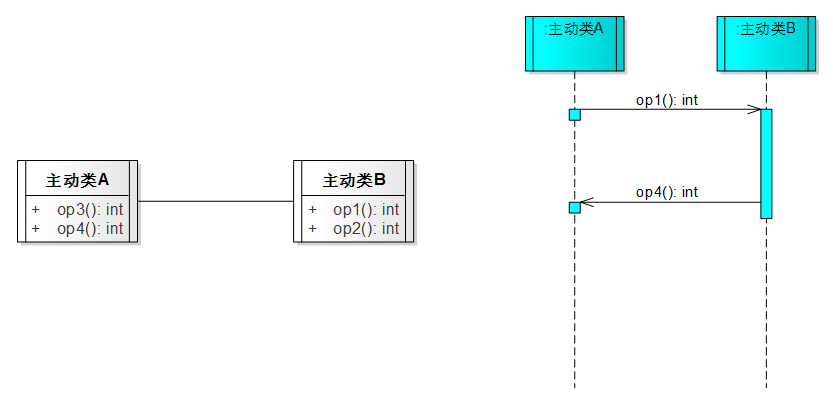 主动类A
+ op3(): int
+ op4(): int
主动类B
+ op1(): int
+ op2(): int
:主动类A
:主动类B
op1(): int
op4(): int